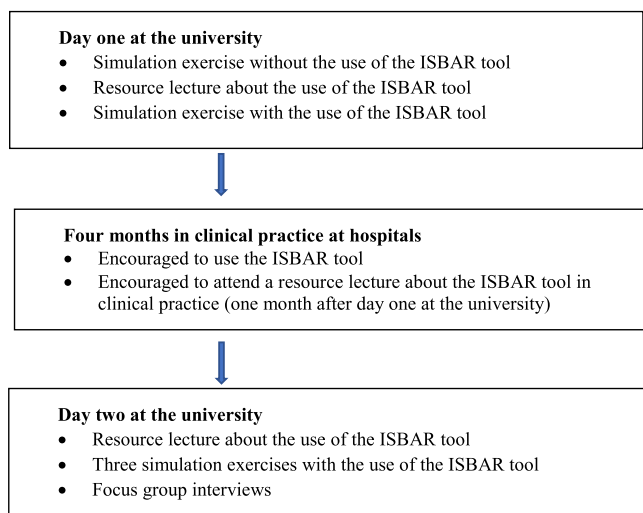 Day one at the university
• Simulation exercise without the use of the ISBAR tool
• Resource lecture about the use of the ISBAR tool
• Simulation exercise with the use of the ISBAR tool
Four months in clinical practice at hospitals
• Encouraged to use the ISBAR tool
• Encouraged to attend a resource lecture about the ISBAR tool in
clinical practice (one month after day one at the university)
Day two at the university
• Resource lecture about the use of the ISBAR tool
• Three simulation exercises with the use of the ISBAR tool
• Focus group interviews